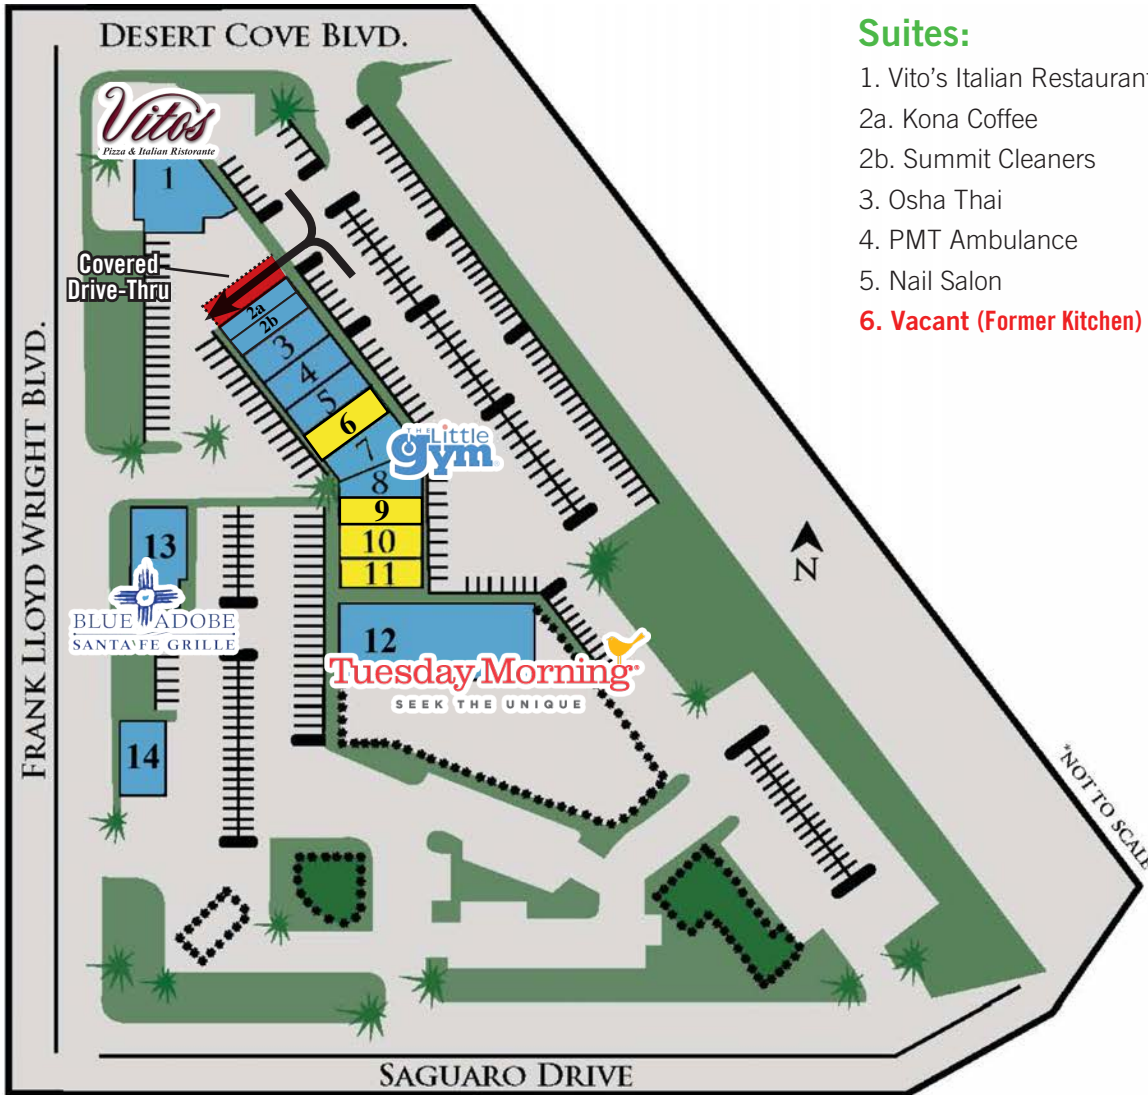 DESERT COVE BLVD.
Suites:
1. Vito's Italian Restaurant
2a. Kona Coffee
2b. Summit Cleaners
3. Osha Thai
4. PMT Ambulance
5. Nail Salon
6. Vacant (Former Kitchen)
Vitos
Pizza & Italian Ristorante
1
Covered
Drive-Thru
2a
2b
3
4
5
6
7
THE Little
gym
8
9
10
11
FRANK LLOYD WRIGHT BLVD.
13
BLUE ADOBE
SANTA FE GRILLE
N
12
Tuesday Morning
SEEK THE UNIQUE
14
*NOT TO SCALE
SAGUARO DRIVE